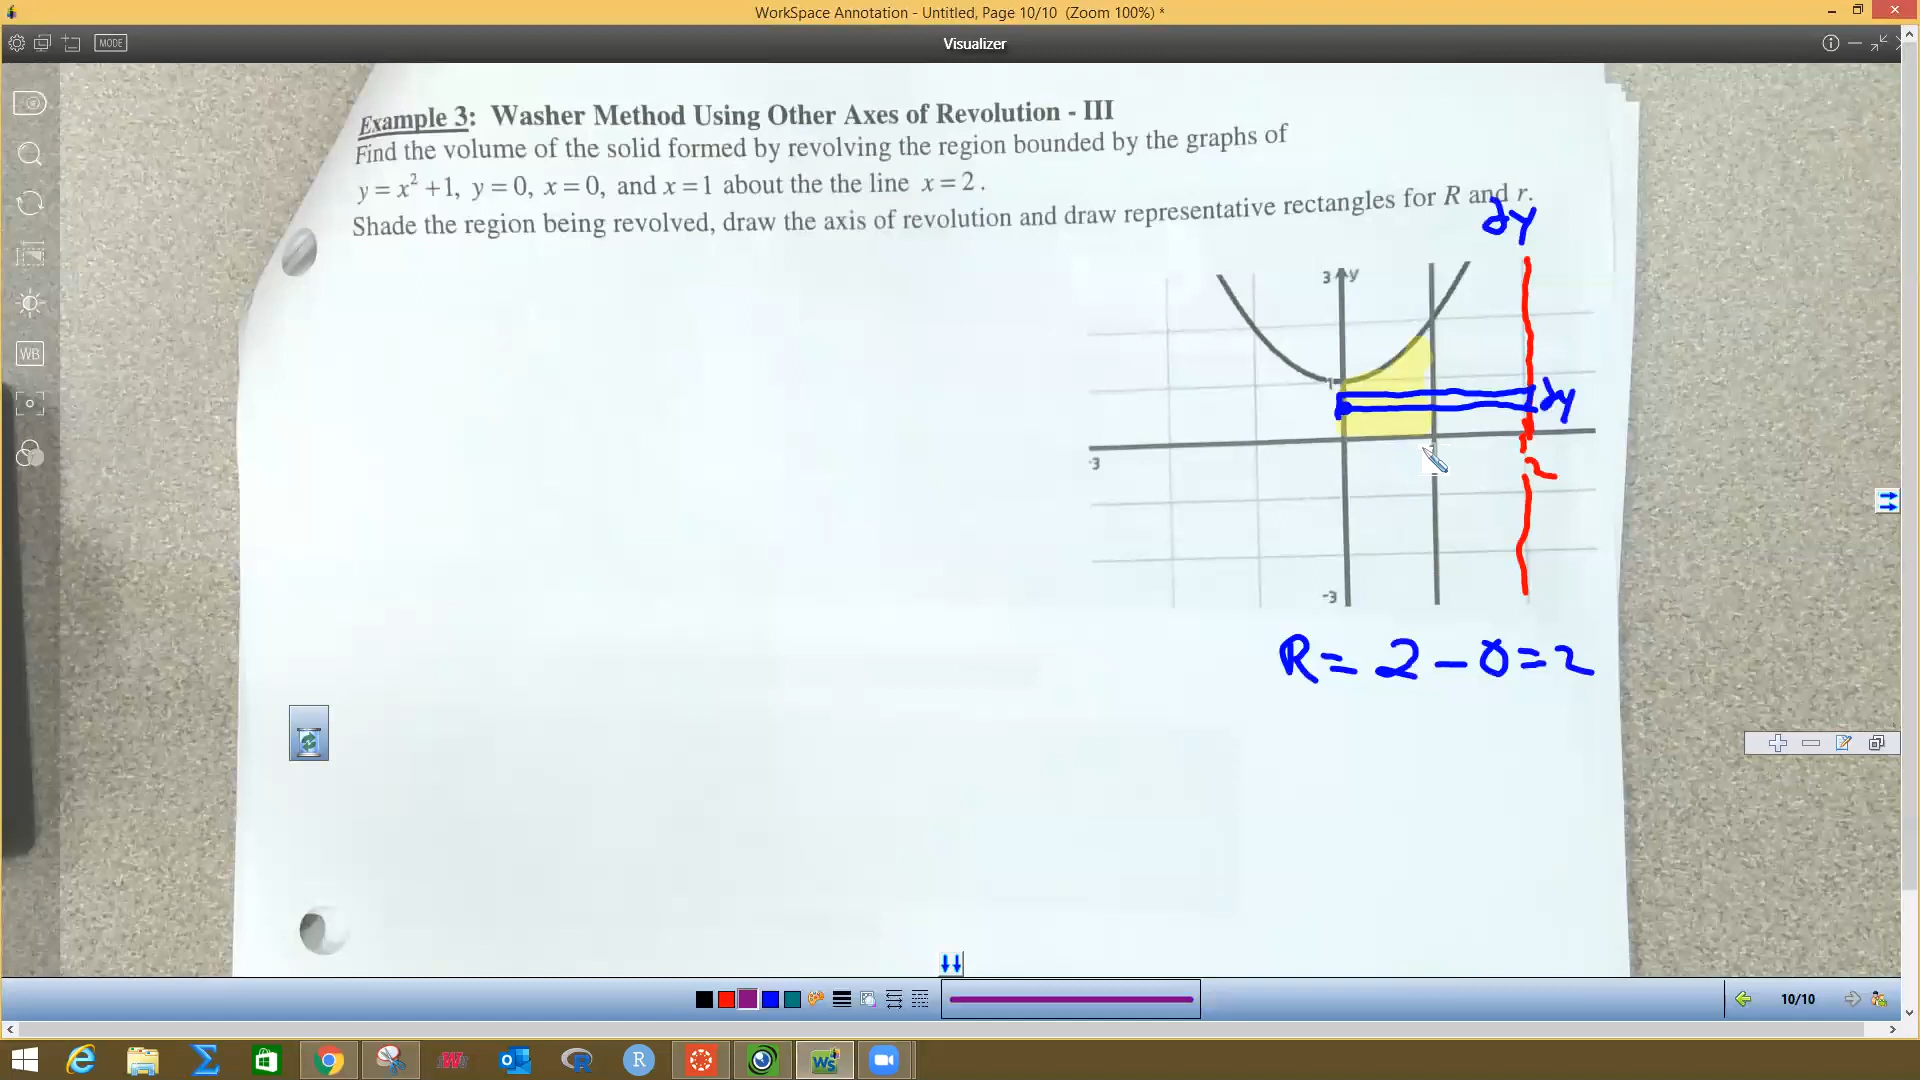 WorkSpace Annotation - Untitled, Page 10/10 (Zoom 100%) *
MODE
Visualizer
Example 3: Washer Method Using Other Axes of Revolution - III
Find the volume of the solid formed by revolving the region bounded by the graphs of
y = x² + 1, y = 0, x = 0, and x = 1 about the the line x = 2.
Shade the region being revolved, draw the axis of revolution and draw representative rectangles for R and r.
dy
3 y
1
dy
-3
2
-3
R = 2 - 0 = 2
WB
10/10